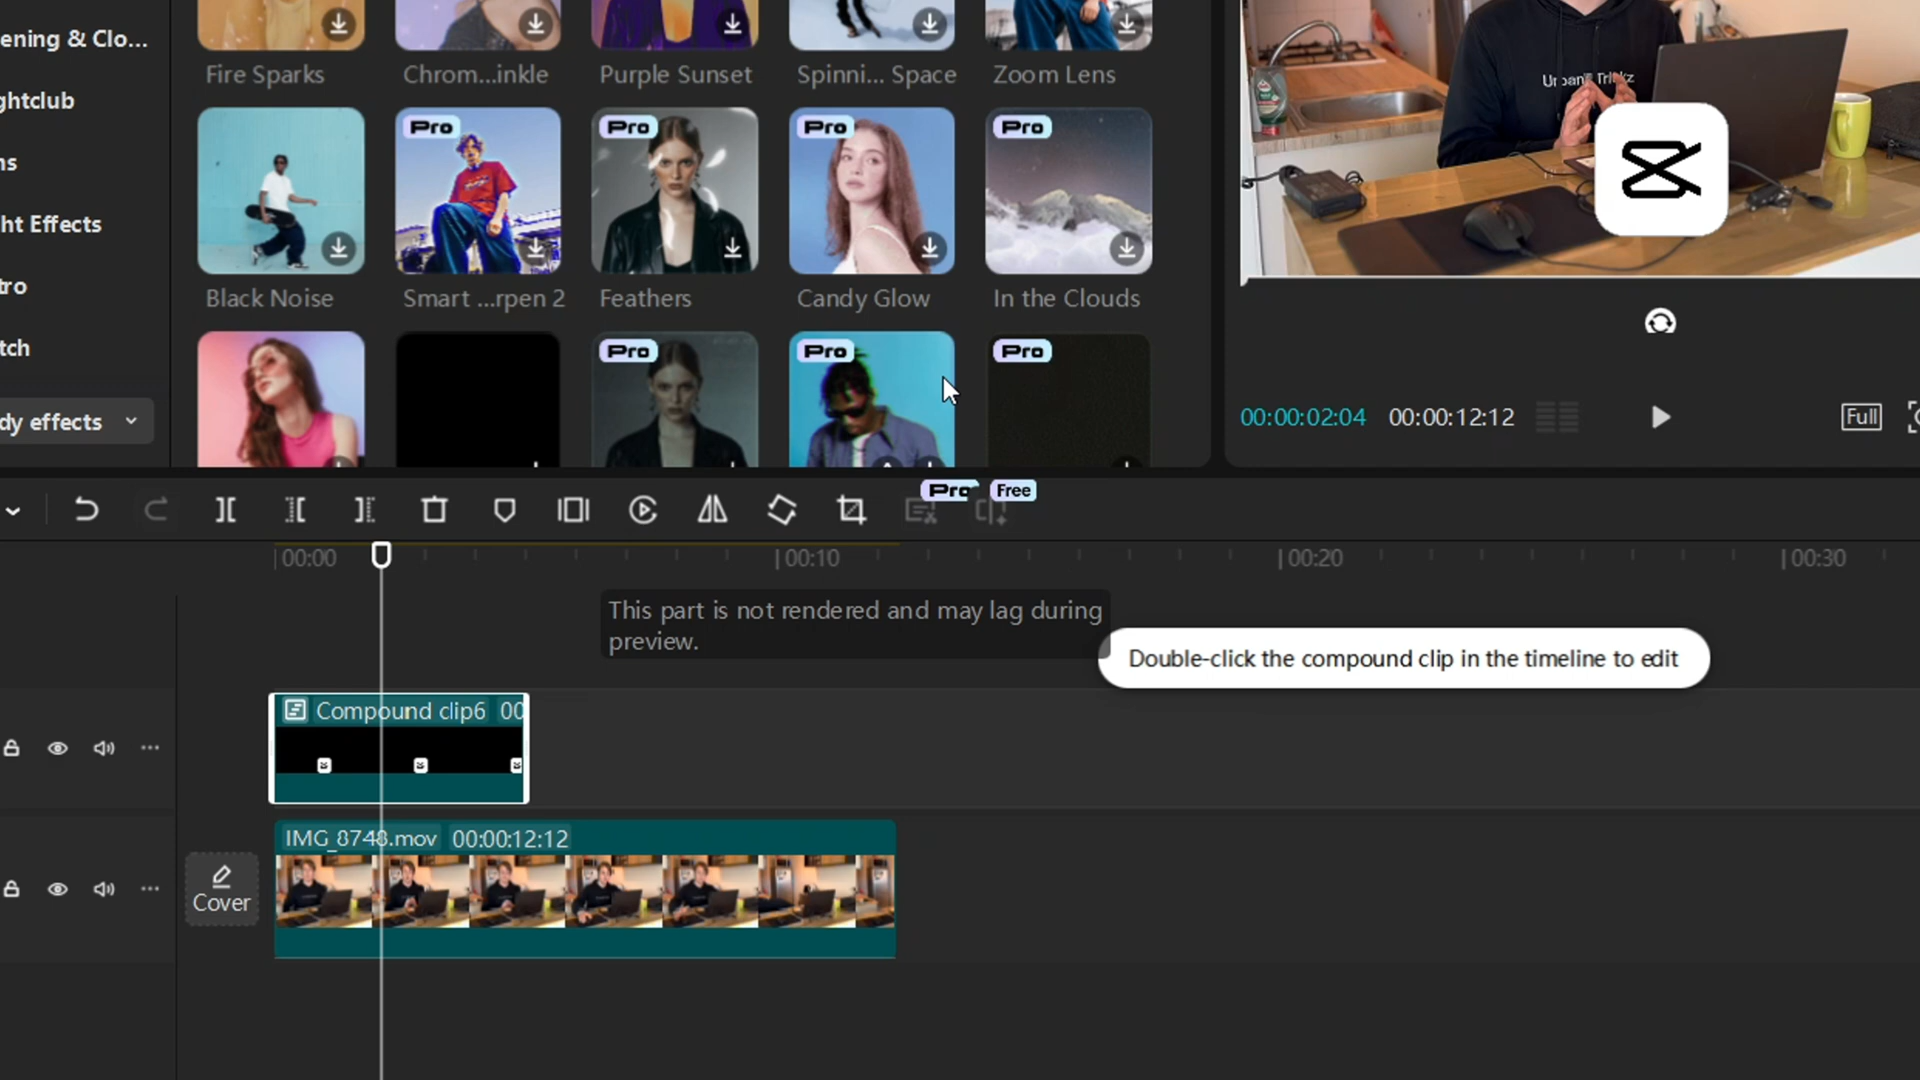 ening & Clo...
ghtclub
ns
ht Effects
tro
tch
dy effects
Fire Sparks
Chrom...inkle
Purple Sunset
Spinni... Space
Zoom Lens
Pro
Pro
Pro
Pro
Black Noise
Smart ...rpen 2
Feathers
Candy Glow
In the Clouds
Pro
Pro
Pro
00:00:02:04
00:00:12:12
Full
Pro
Free
00:00
00:10
00:20
00:30
This part is not rendered and may lag during
preview.
Double-click the compound clip in the timeline to edit
Compound clip6 00
IMG_8748.mov 00:00:12:12
Cover